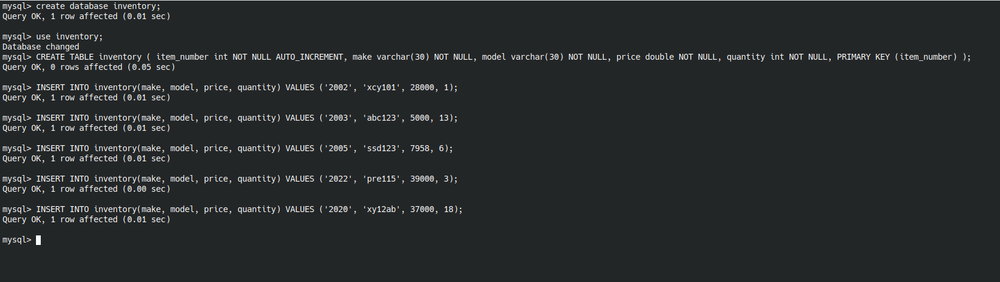 mysql> create database inventory;
Query OK, 1 row affected (0.01 sec)
mysql> use inventory;
Database changed
mysql> CREATE TABLE inventory ( item_number int NOT NULL AUTO_INCREMENT, make varchar(30) NOT NULL, model varchar(30) NOT NULL, price double NOT NULL, quantity int NOT NULL, PRIMARY KEY (item_number) );
Query OK, 0 rows affected (0.05 sec)
mysql> INSERT INTO inventory(make, model, price, quantity) VALUES ('2002', 'xcy101', 28000, 1);
Query OK, 1 row affected (0.01 sec)
mysql> INSERT INTO inventory(make, model, price, quantity) VALUES ('2003', 'abc123', 5000, 13);
Query OK, 1 row affected (0.01 sec)
mysql> INSERT INTO inventory(make, model, price, quantity) VALUES ('2005', 'ssd123', 7958, 6);
Query OK, 1 row affected (0.01 sec)
mysql> INSERT INTO inventory(make, model, price, quantity) VALUES ('2022', 'pre115', 39000, 3);
Query OK, 1 row affected (0.00 sec)
mysql> INSERT INTO inventory(make, model, price, quantity) VALUES ('2020', 'xy12ab', 37000, 18);
Query OK, 1 row affected (0.01 sec)
mysql>